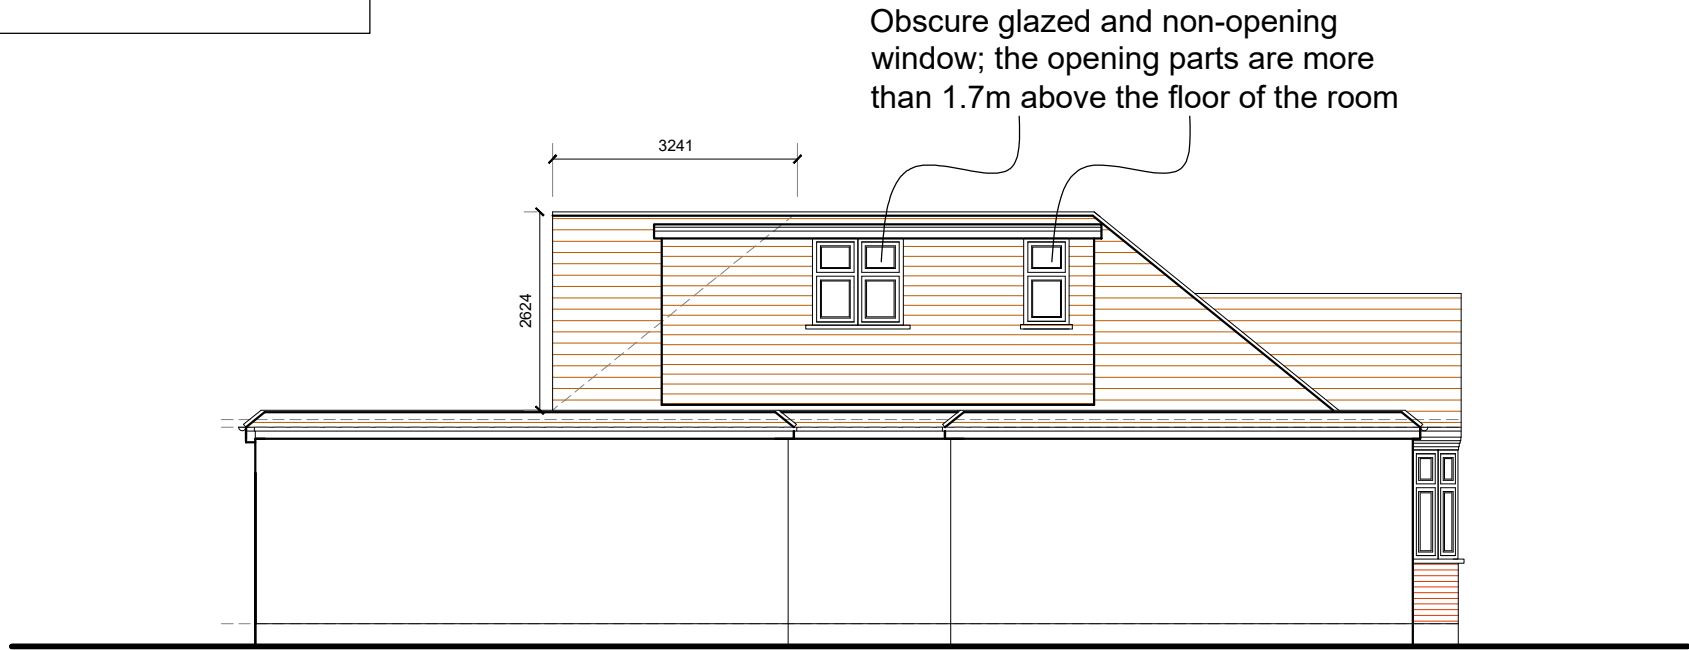 Obscure glazed and non-opening
window; the opening parts are more
than 1.7m above the floor of the room
3241
2624